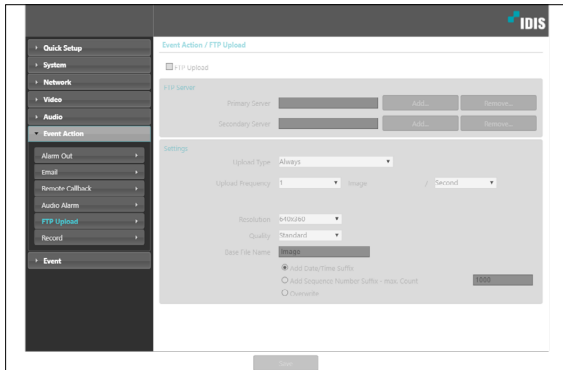 IDIS
Quick Setup
System
Network
Video
Audio
Event Action
Alarm Out
Email
Remote Callback
Audio Alarm
FTP Upload
Record
Event
Event Action / FTP Upload
FTP Upload
FTP Server
Primary Server Add... Remove...
Secondary Server Add... Remove...
Settings
Upload Type Always
Upload Frequency 1 Image / Second
Resolution 640x360
Quality Standard
Base File Name Image
Add Date/Time Suffix
Add Sequence Number Suffix - max. Count 1000
Overwrite
Save